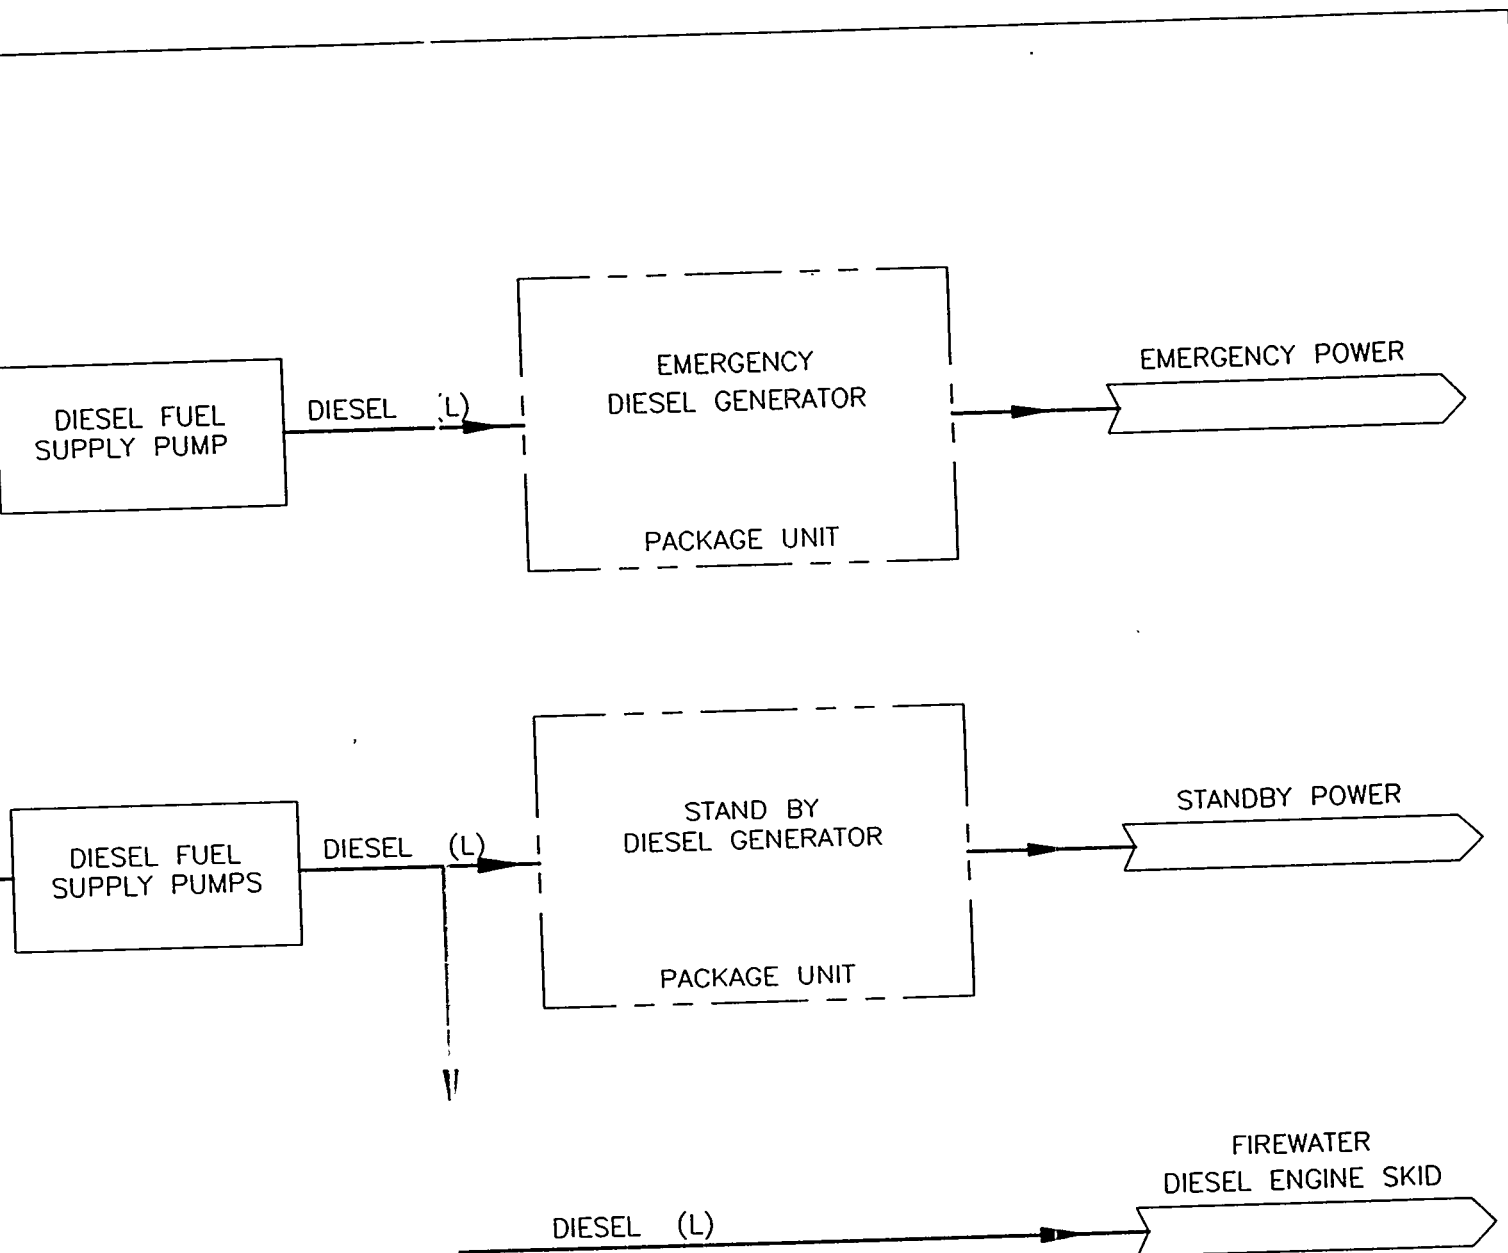 EMERGENCY POWER
EMERGENCY
DIESEL GENERATOR
DIESEL (L)
DIESEL FUEL
SUPPLY PUMP
PACKAGE UNIT
STANDBY POWER
STAND BY
DIESEL GENERATOR
DIESEL (L)
DIESEL FUEL
SUPPLY PUMPS
PACKAGE UNIT
FIREWATER
DIESEL ENGINE SKID
DIESEL (L)